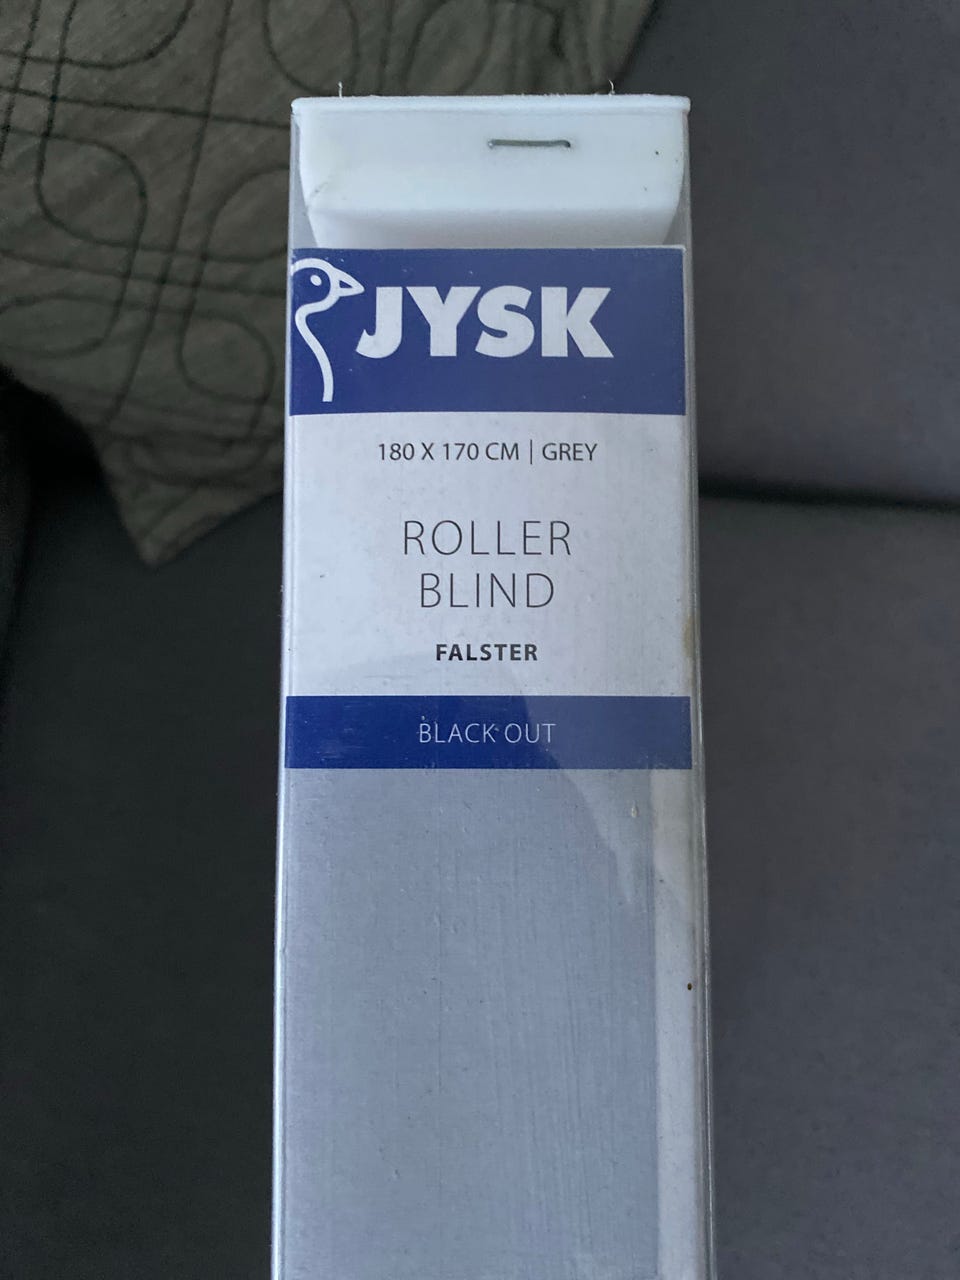 JYSK
180 X 170 CM | GREY
ROLLER
BLIND
FALSTER
BLACK OUT